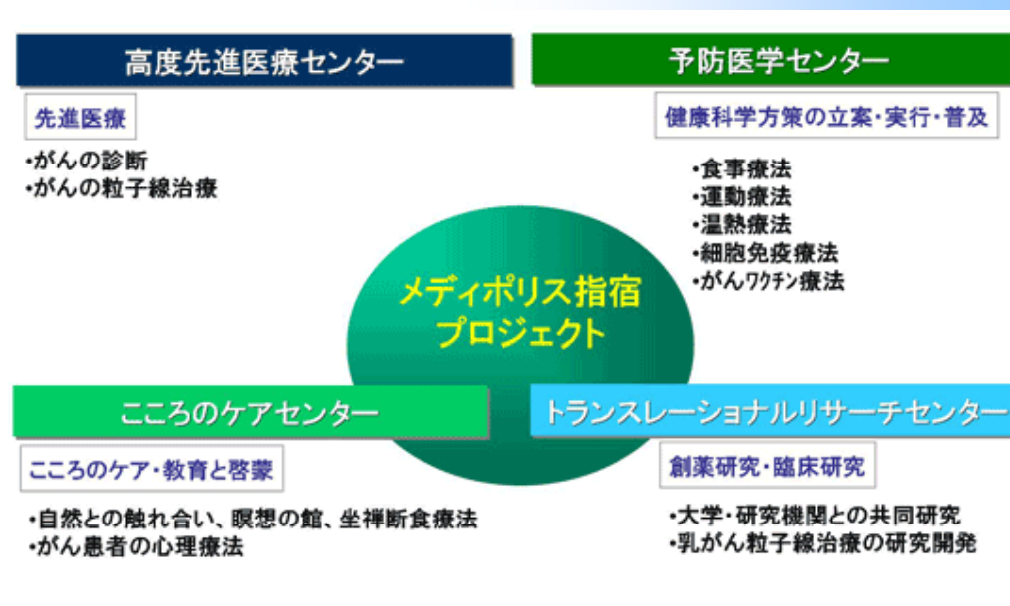 高度先進医療センター
先進医療
・がんの診断
・がんの粒子線治療
予防医学センター
健康科学方策の立案・実行・普及
・食事療法
・運動療法
・温熱療法
・細胞免疫療法
・がんワクチン療法
メディポリス指宿
プロジェクト
こころのケアセンター
こころのケア・教育と啓蒙
・自然との触れ合い、瞑想の館、坐禅断食療法
・がん患者の心理療法
トランスレーショナルリサーチセンター
創薬研究・臨床研究
・大学・研究機関との共同研究
・乳がん粒子線治療の研究開発